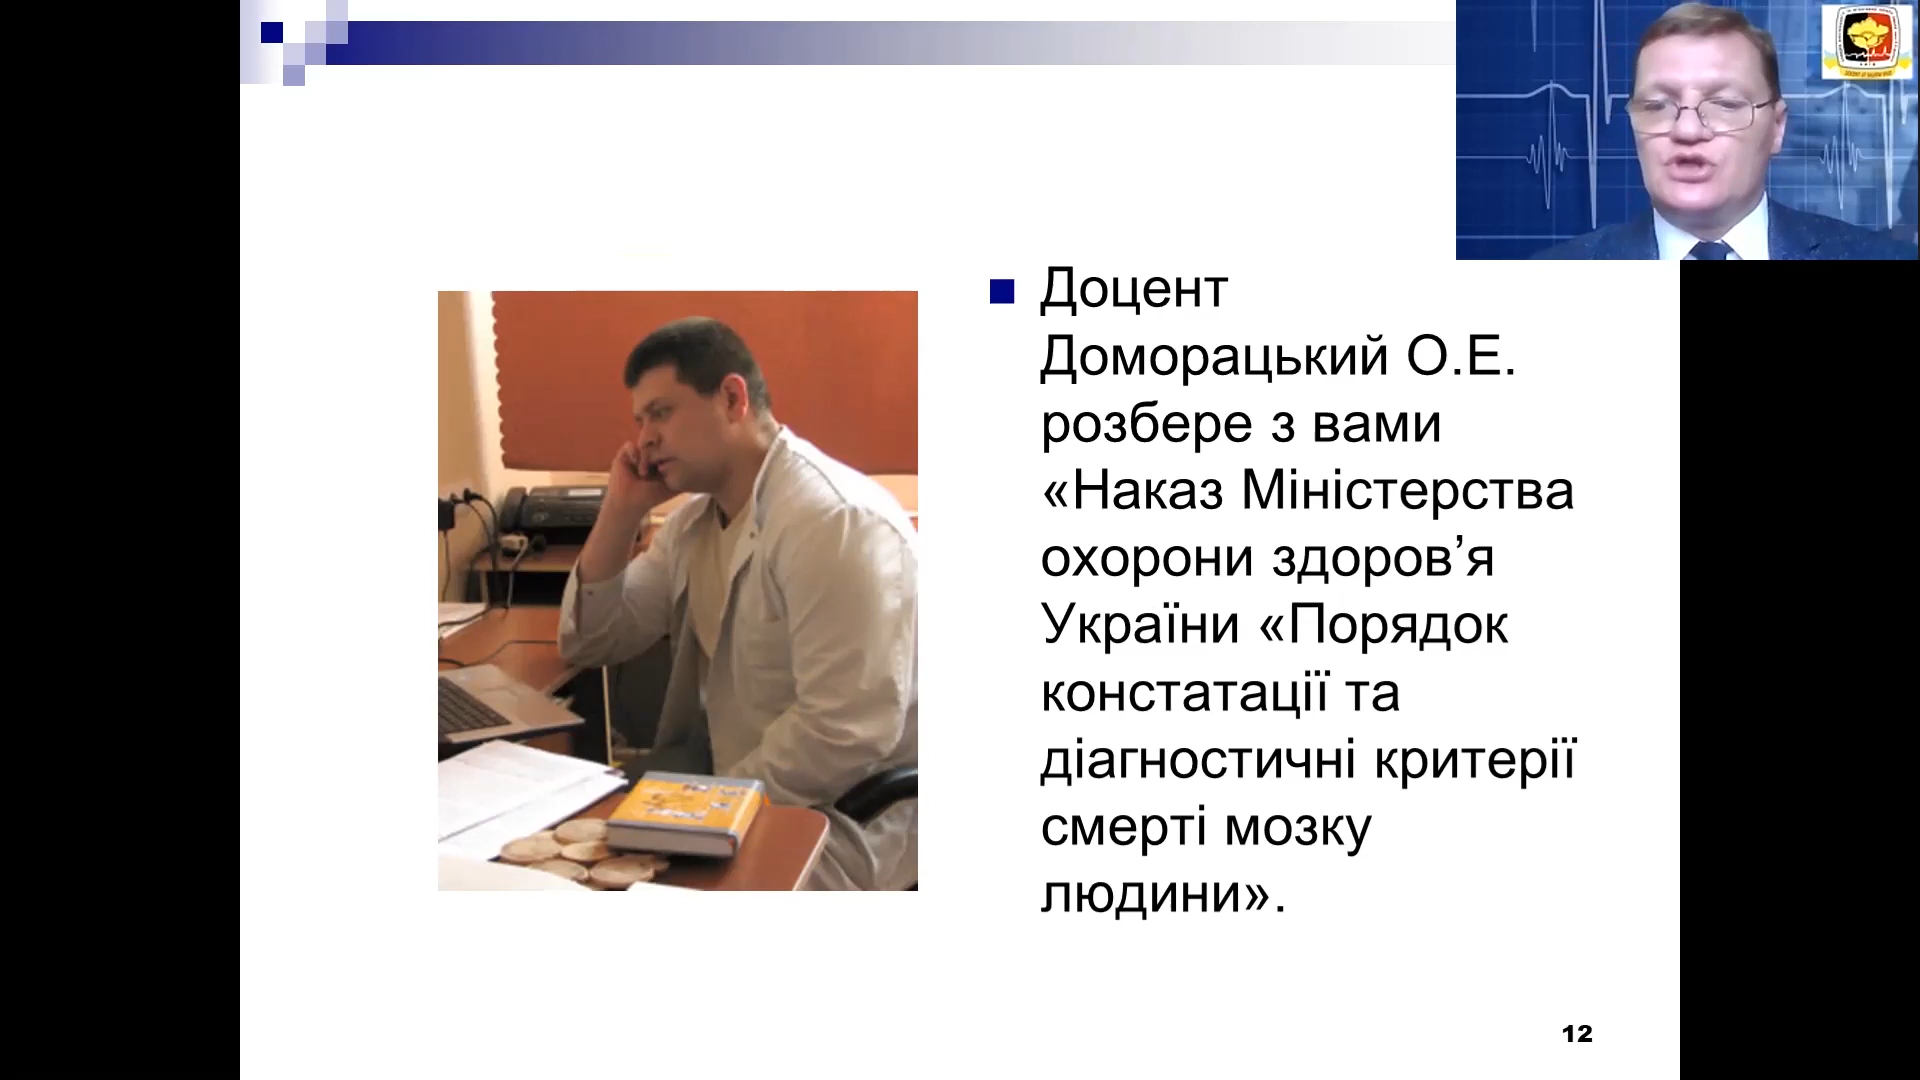 Доцент
Доморацький О.Е.
розбере з вами
«Наказ Міністерства
охорони здоров’я
України «Порядок
констатації та
діагностичні критерії
смерті мозку
людини».
12